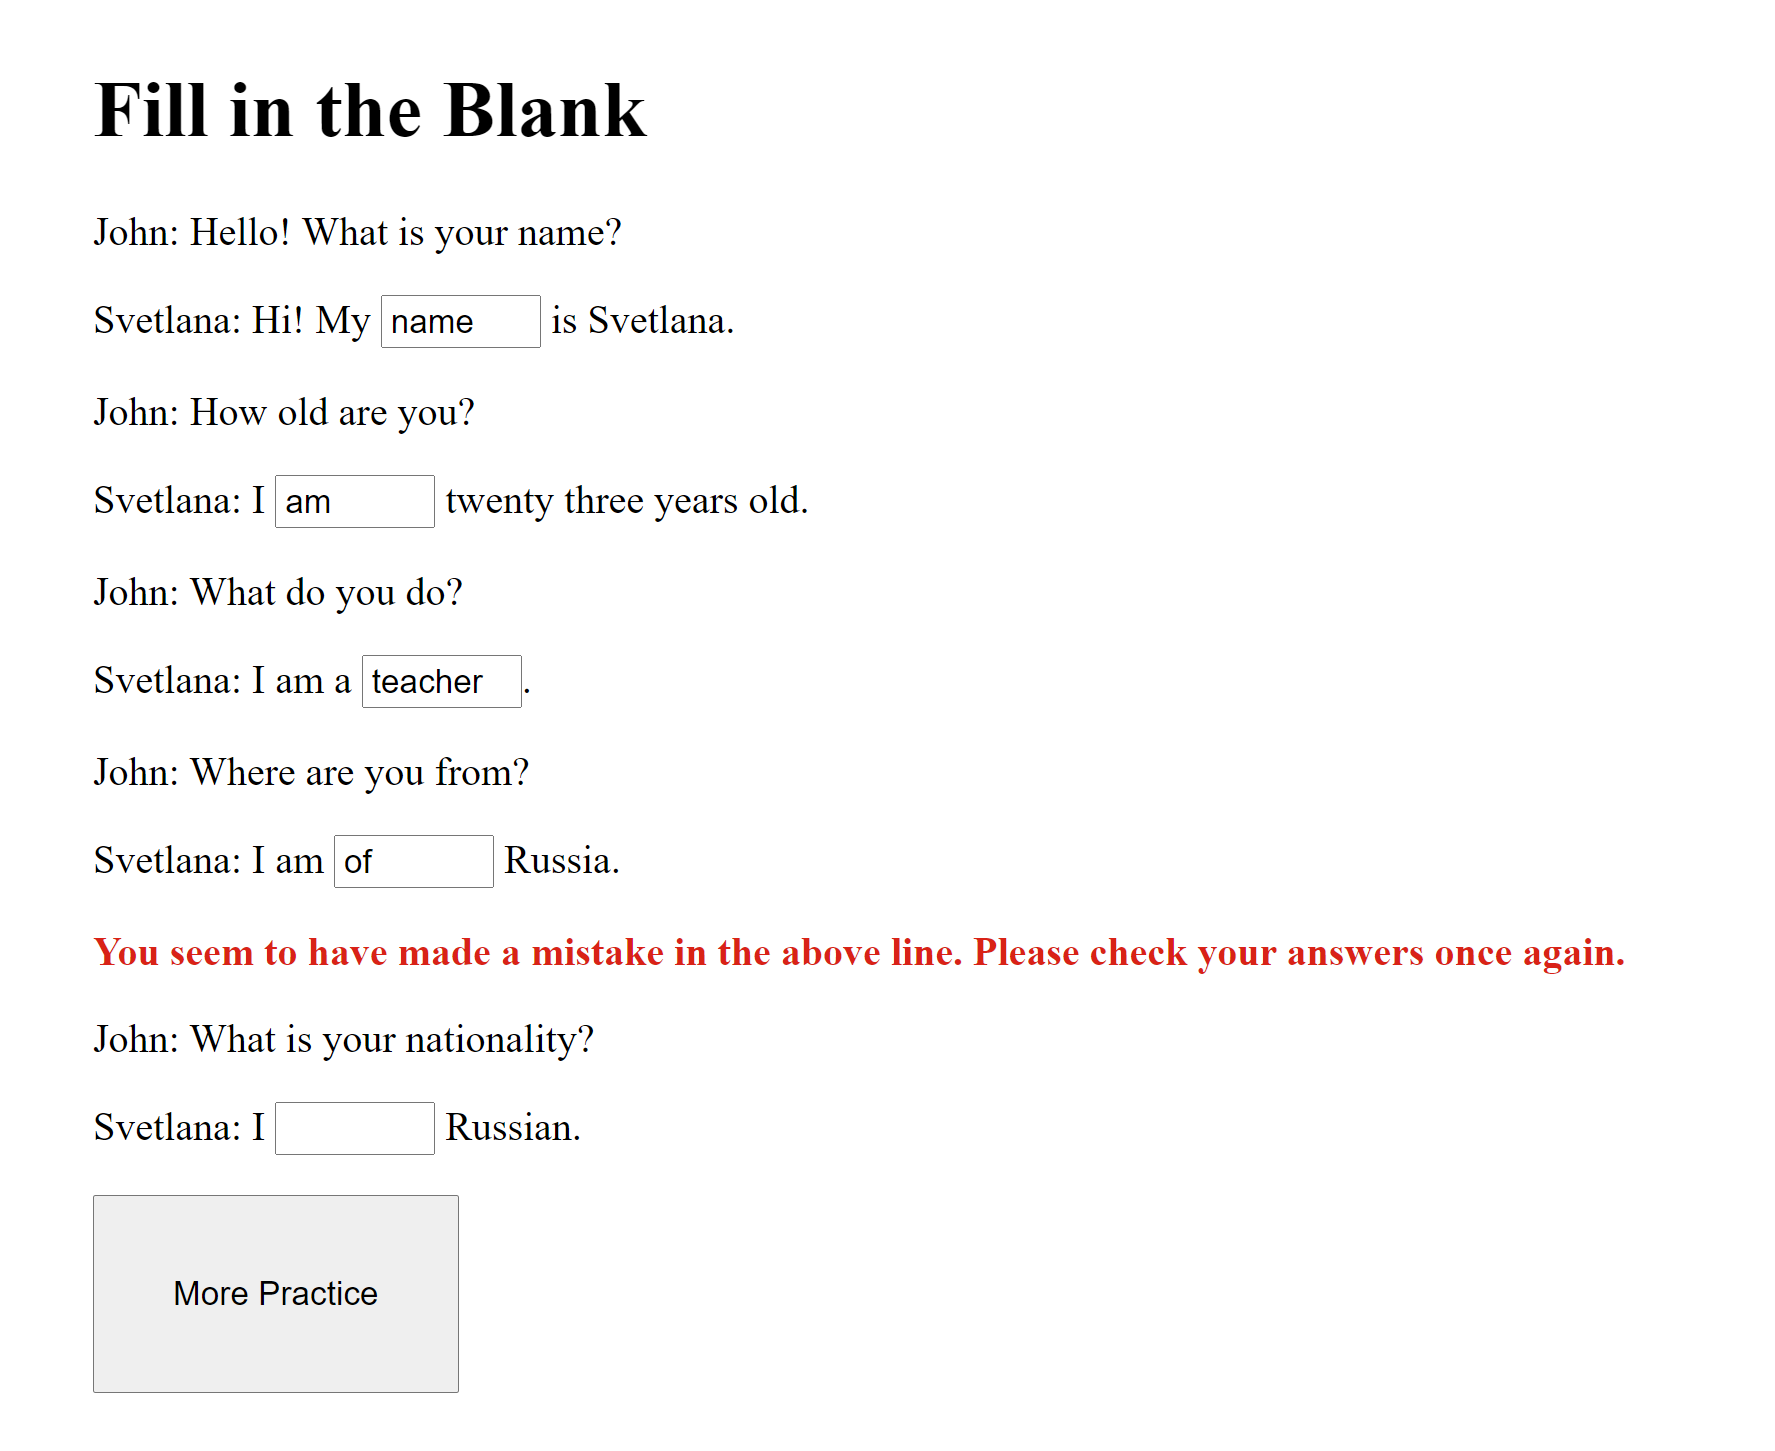 Fill in the Blank
John: Hello! What is your name?
Svetlana: Hi! My name is Svetlana.
John: How old are you?
Svetlana: I am twenty three years old.
John: What do you do?
Svetlana: I am a teacher.
John: Where are you from?
Svetlana: I am of Russia.
You seem to have made a mistake in the above line. Please check your answers once again.
John: What is your nationality?
Svetlana: I Russian.
More Practice